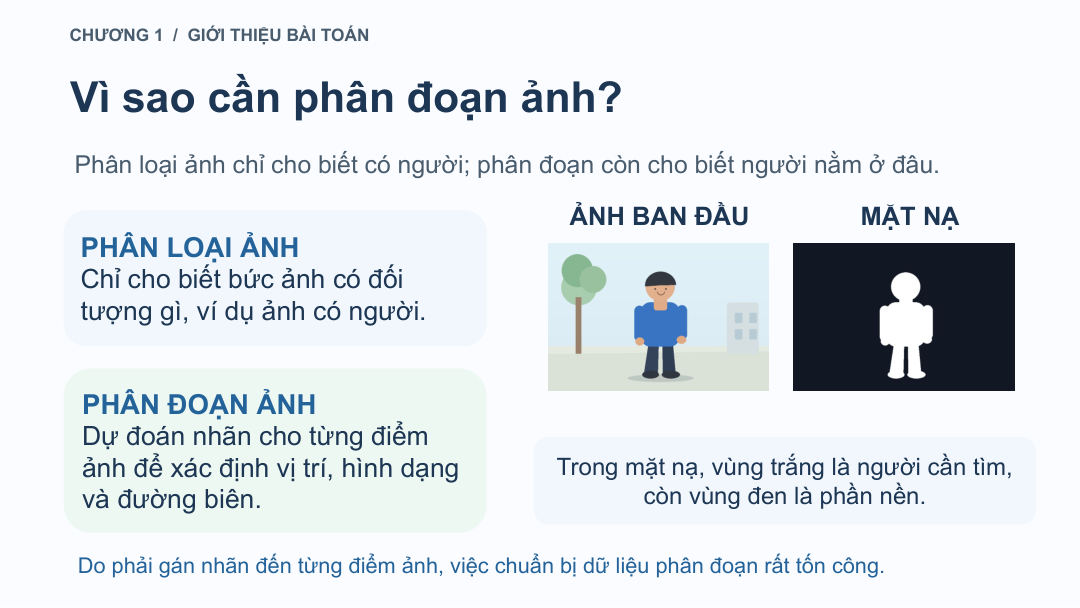 CHƯƠNG 1 / GIỚI THIỆU BÀI TOÁN
Vì sao cần phân đoạn ảnh?
Phân loại ảnh chỉ cho biết có người; phân đoạn còn cho biết người nằm ở đâu.
PHÂN LOẠI ẢNH
Chỉ cho biết bức ảnh có đối
tượng gì, ví dụ ảnh có người.
PHÂN ĐOẠN ẢNH
Dự đoán nhãn cho từng điểm
ảnh để xác định vị trí, hình dạng
và đường biên.
ẢNH BAN ĐẦU
MẶT NẠ
Trong mặt nạ, vùng trắng là người cần tìm,
còn vùng đen là phần nền.
Do phải gán nhãn đến từng điểm ảnh, việc chuẩn bị dữ liệu phân đoạn rất tốn công.